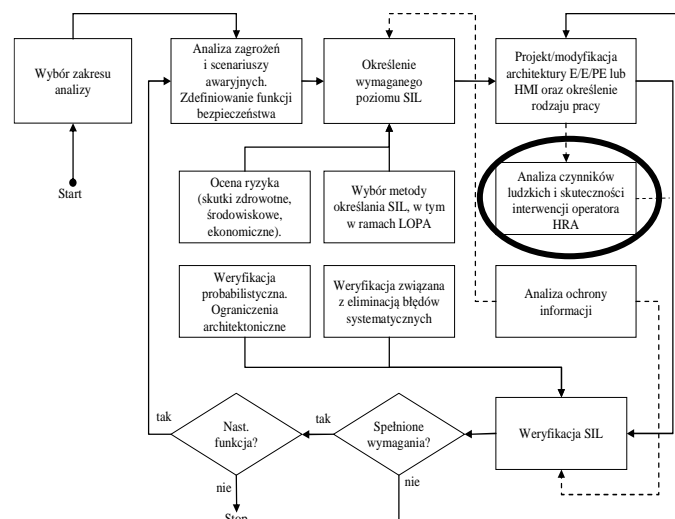 Wybór zakresu
analizy
Analiza zagrożeń
i scenariuszy
awaryjnych.
Zdefiniowanie funkcji
bezpieczeństwa
Określenie
wymaganego
poziomu SIL
Projekt/modyfikacja
architektury E/E/PE lub
HMI oraz określenie
rodzaju pracy
Start
Ocena ryzyka
(skutki zdrowotne,
środowiskowe,
ekonomiczne).
Wybór metody
określania SIL, w tym
w ramach LOPA
Analiza czynników
ludzkich i skuteczności
interwencji operatora
HRA
Weryfikacja
probabilistyczna.
Ograniczenia
architektoniczne
Weryfikacja związana
z eliminacją błędów
systematycznych
Analiza ochrony
informacji
tak
Nast.
funkcja?
tak
Spełnione
wymagania?
Weryfikacja SIL
nie
nie
Stop